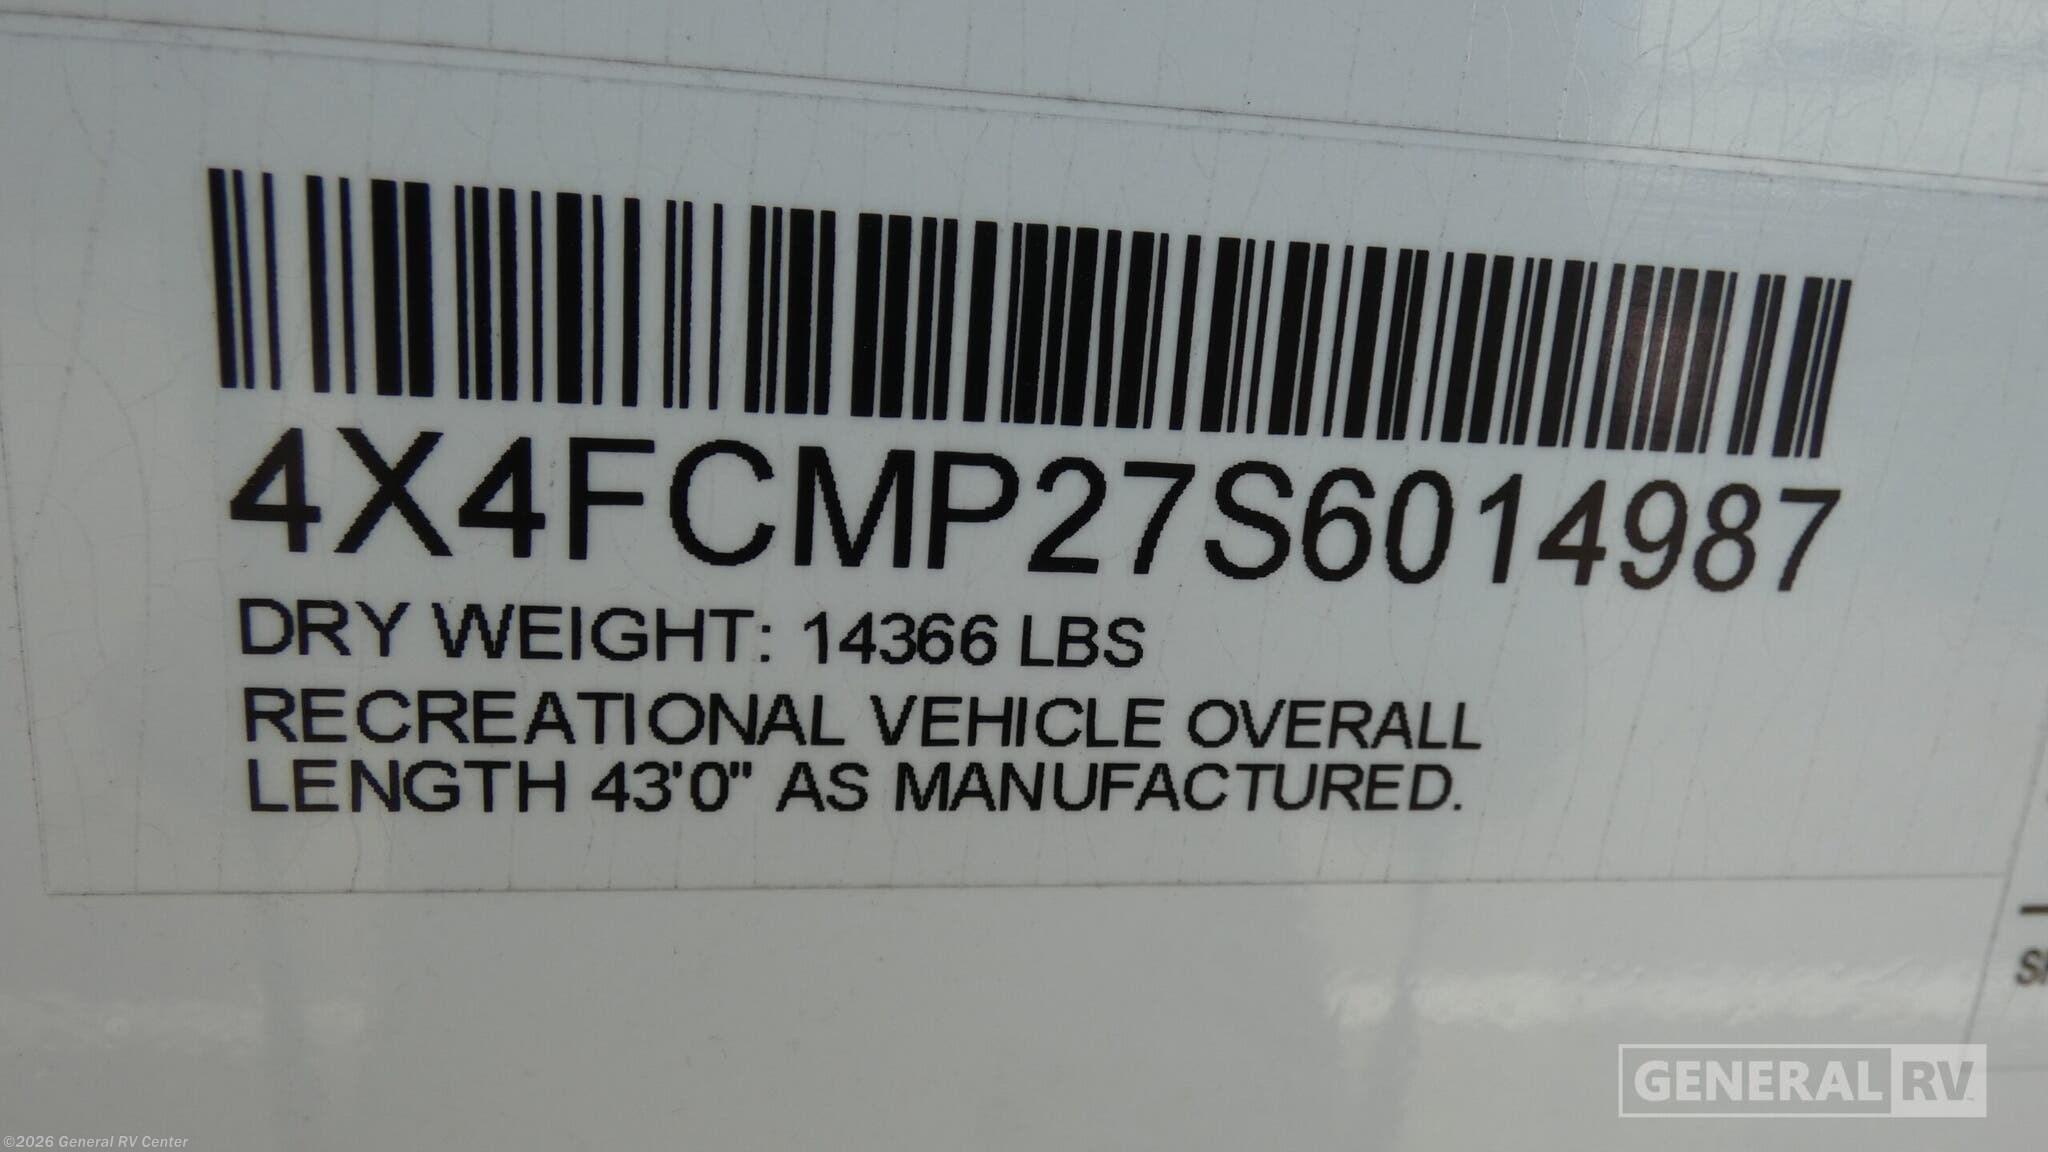 4X4FCMP27S6014987
DRY WEIGHT: 14366 LBS
RECREATIONAL VEHICLE OVERALL
LENGTH 43'0" AS MANUFACTURED.
GENERAL RV
©2026 General RV Center